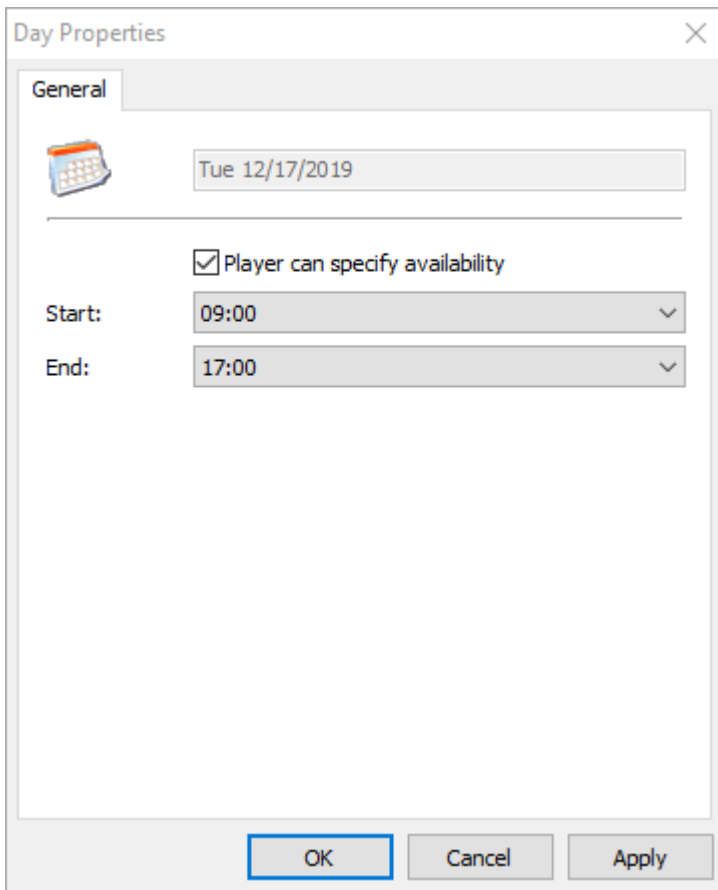 Day Properties
General
Tue 12/17/2019
Player can specify availability
Start: 09:00
End: 17:00
OK Cancel Apply